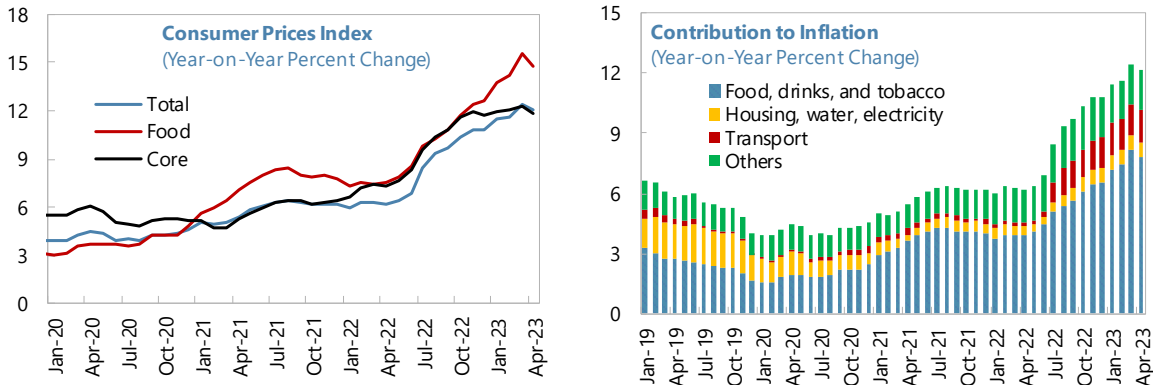 Consumer Prices Index
(Year-on-Year Percent Change)
18
15
12
9
6
3
0
Total
Food
Core
Jan-20
Apr-20
Jul-20
Oct-20
Jan-21
Apr-21
Jul-21
Oct-21
Jan-22
Apr-22
Jul-22
Oct-22
Jan-23
Apr-23
Contribution to Inflation
(Year-on-Year Percent Change)
15
12
9
6
3
0
Food, drinks, and tobacco
Housing, water, electricity
Transport
Others
Jan-19
Apr-19
Jul-19
Oct-19
Jan-20
Apr-20
Jul-20
Oct-20
Jan-21
Apr-21
Jul-21
Oct-21
Jan-22
Apr-22
Jul-22
Oct-22
Jan-23
Apr-23